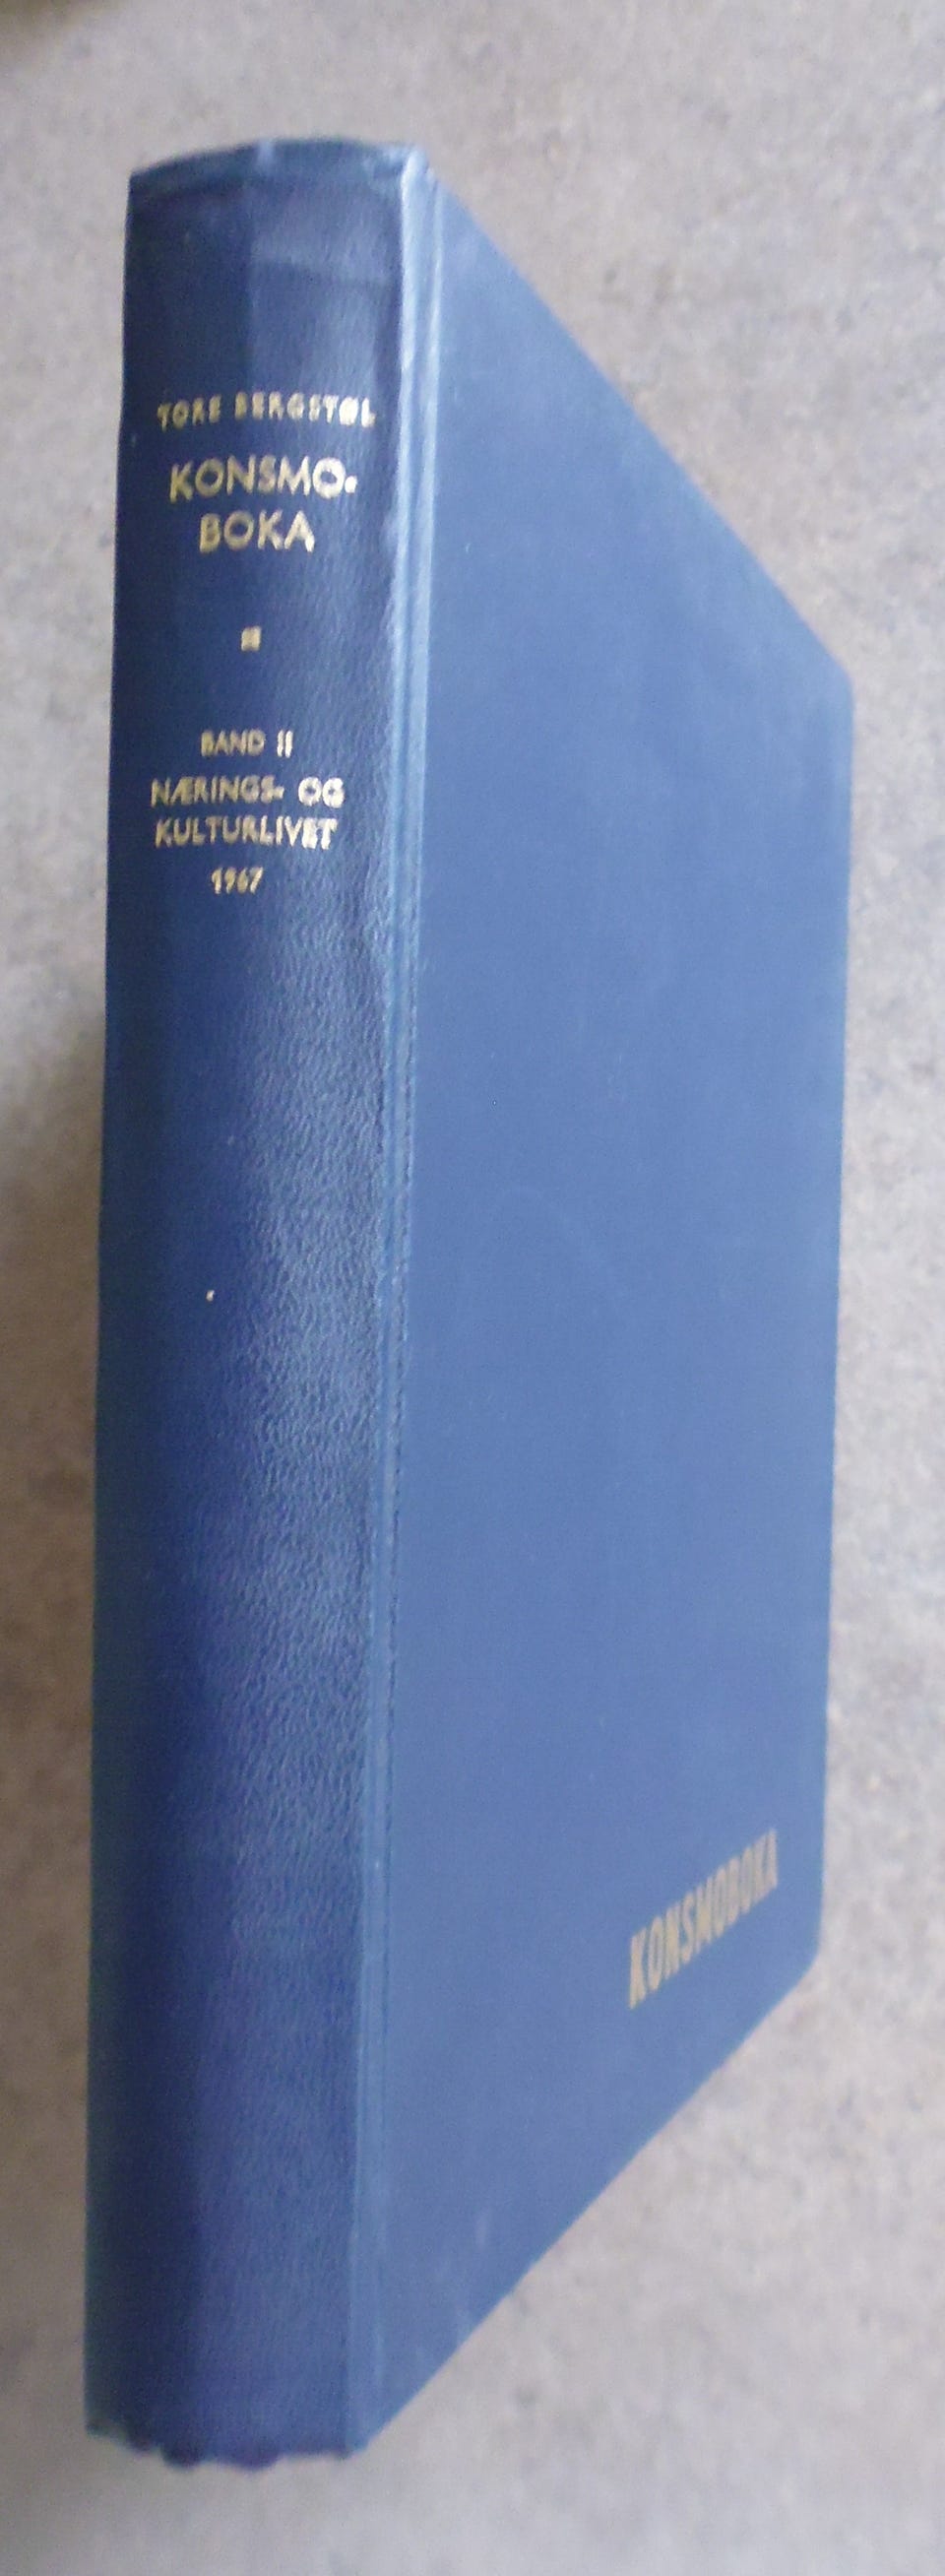 TORE BERGSTØL
KONSMO-
BOKA
BAND II
NÆRINGS- OG
KULTURLIVET
1967
KONSMOBOKA